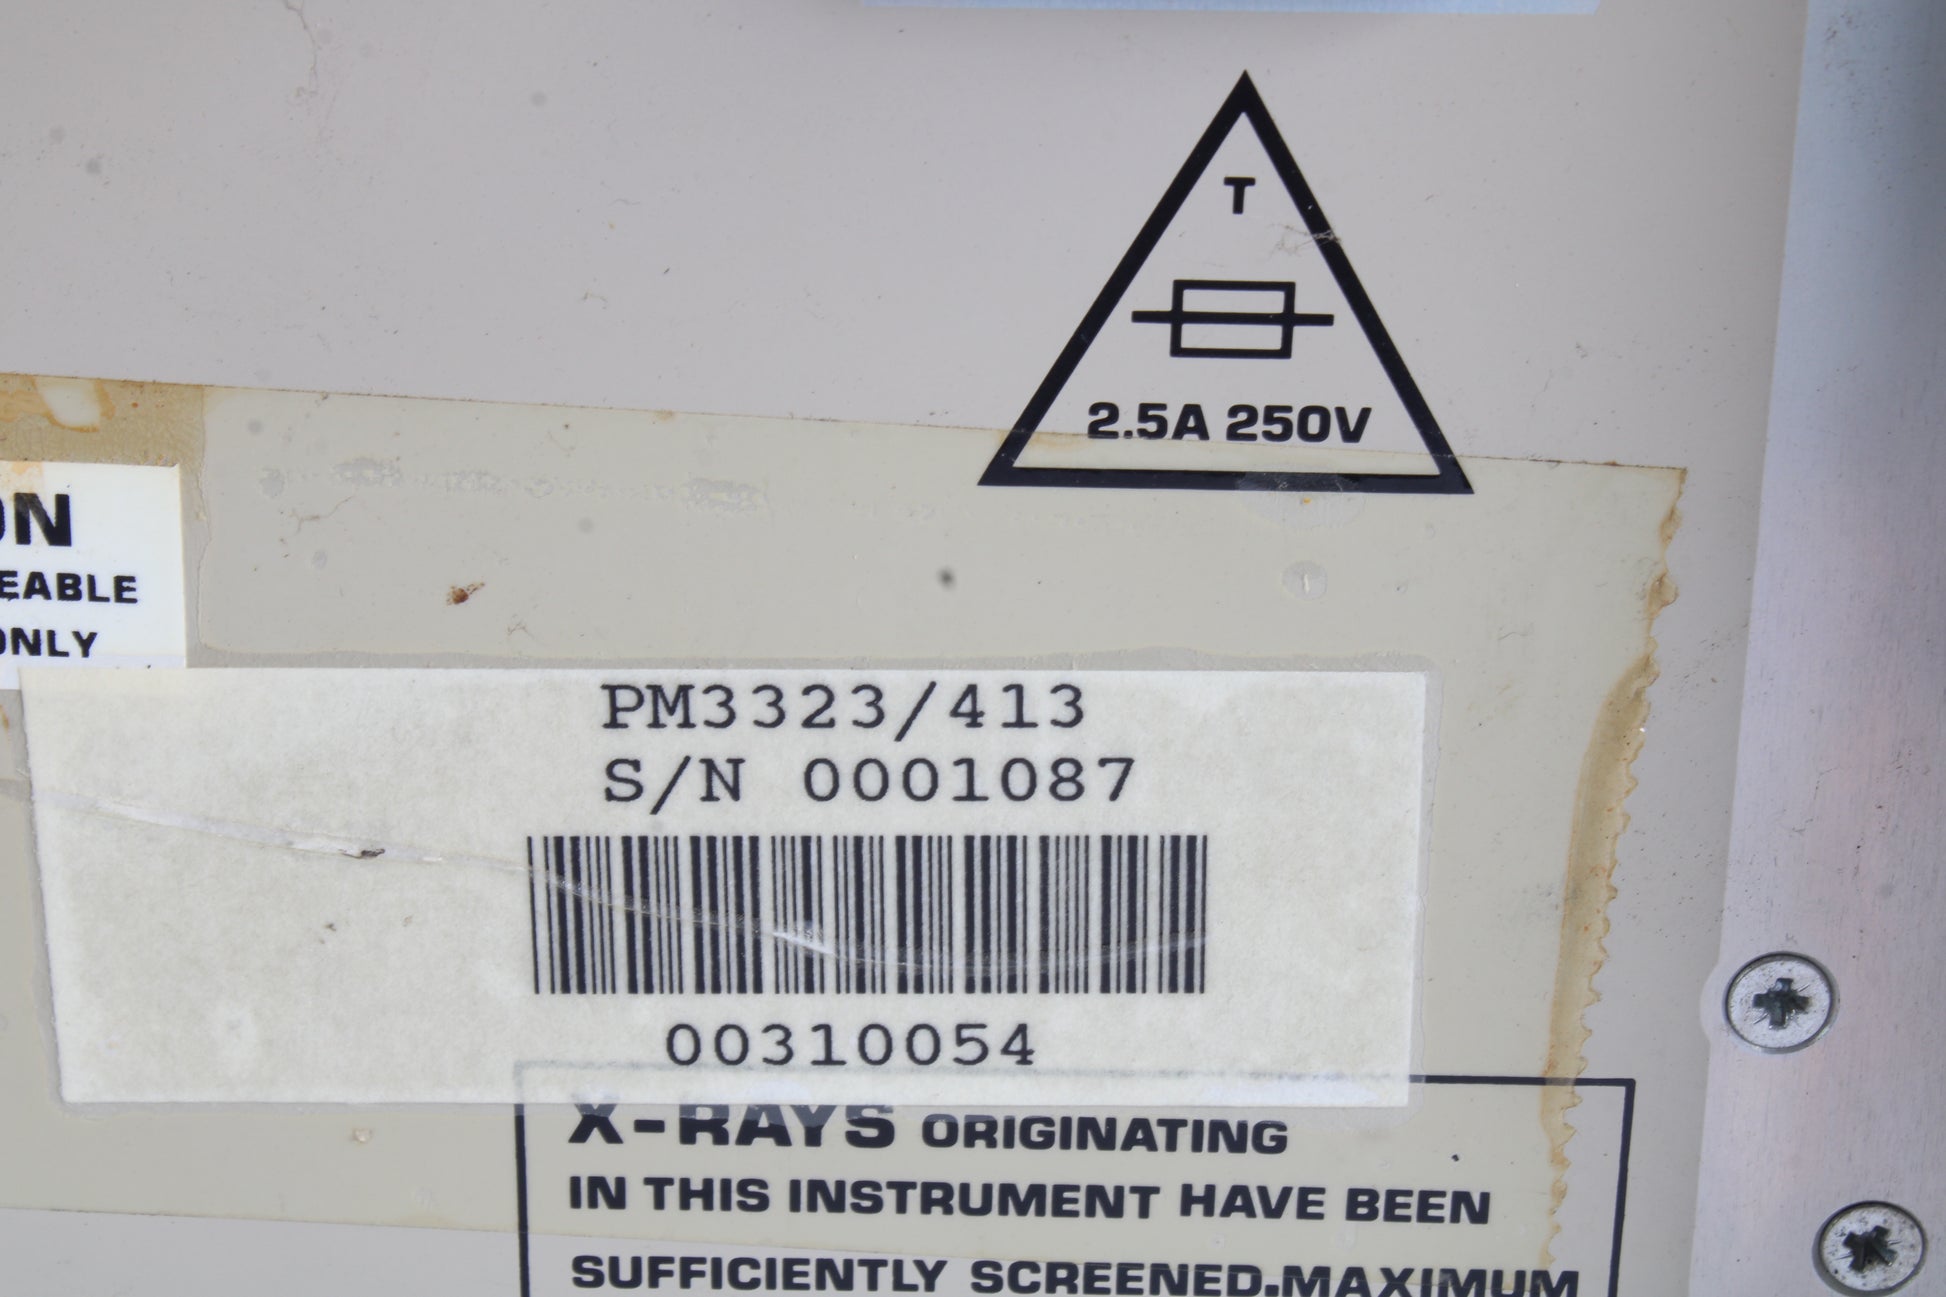 T
2.5A 250V
ON
EABLE
ONLY
PM3323/413
S/N 0001087
00310054
X-RAYS ORIGINATING
IN THIS INSTRUMENT HAVE BEEN
SUFFICIENTLY SCREENED.MAXIMUM